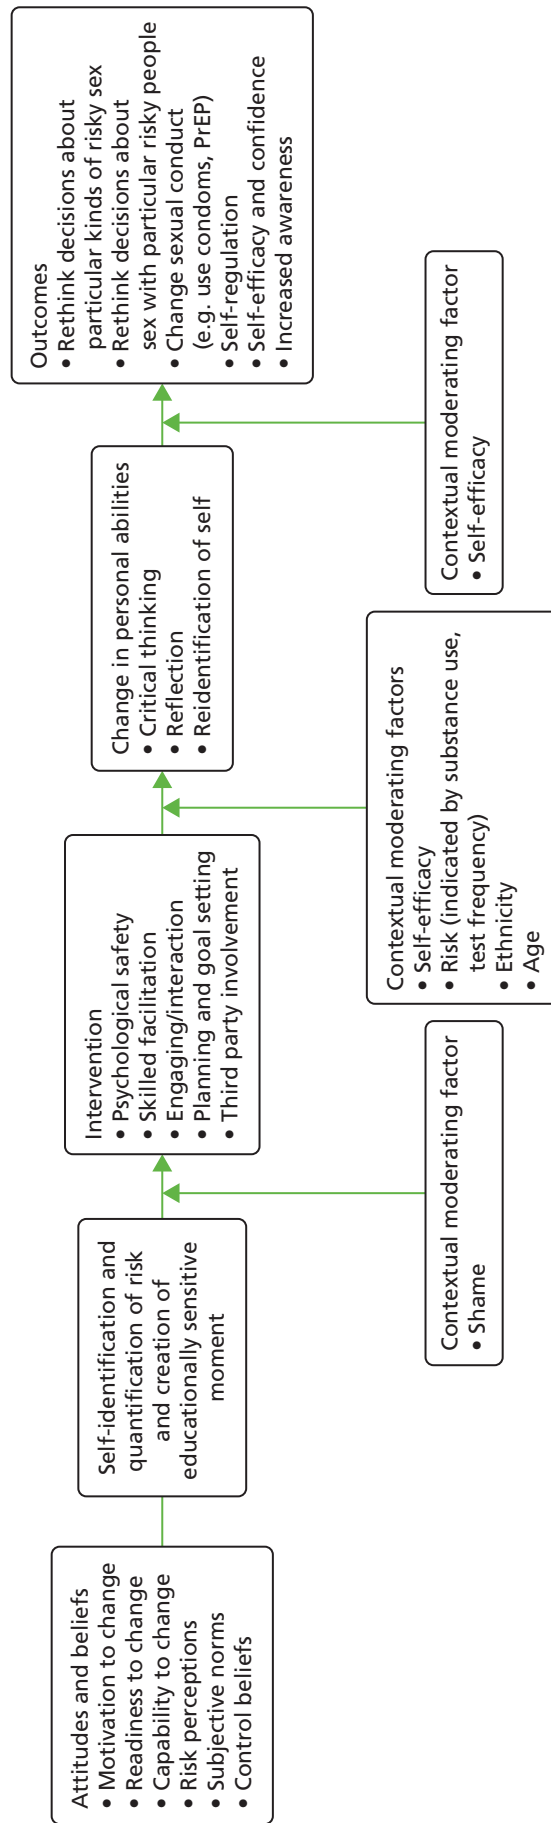 Attitudes and beliefs
• Motivation to change
• Readiness to change
• Capability to change
• Risk perceptions
• Subjective norms
• Control beliefs
Self-identification and
quantification of risk
and creation of
educationally sensitive
moment
Intervention
• Psychological safety
• Skilled facilitation
• Engaging/interaction
• Planning and goal setting
• Third party involvement
Change in personal abilities
• Critical thinking
• Reflection
• Reidentification of self
Outcomes
• Rethink decisions about
particular kinds of risky sex
• Rethink decisions about
sex with particular risky people
• Change sexual conduct
(e.g. use condoms, PrEP)
• Self-regulation
• Self-efficacy and confidence
• Increased awareness
Contextual moderating factor
• Shame
Contextual moderating factors
• Self-efficacy
• Risk (indicated by substance use,
test frequency)
• Ethnicity
• Age
Contextual moderating factor
• Self-efficacy